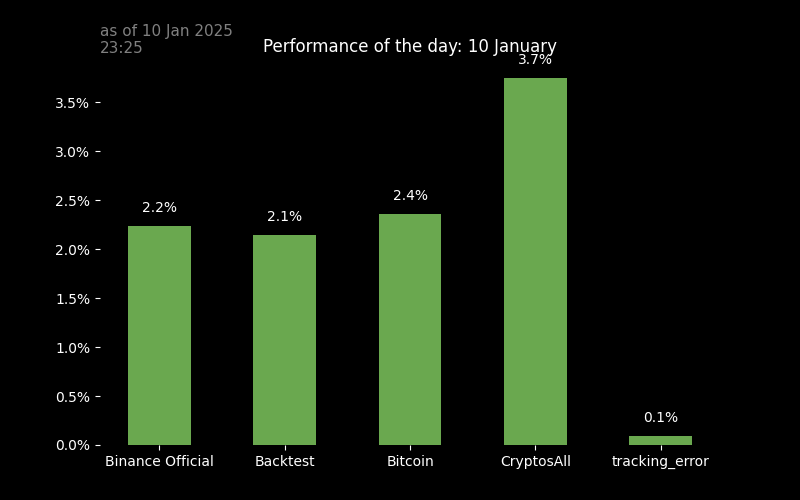 as of 10 Jan 2025
23:25
Performance of the day: 10 January
3.7%
3.5%
3.0%
2.5%
2.4%
2.2%
2.1%
2.0%
1.5%
1.0%
0.5%
0.1%
0.0%
Binance Official
Backtest
Bitcoin
CryptosAll
tracking_error